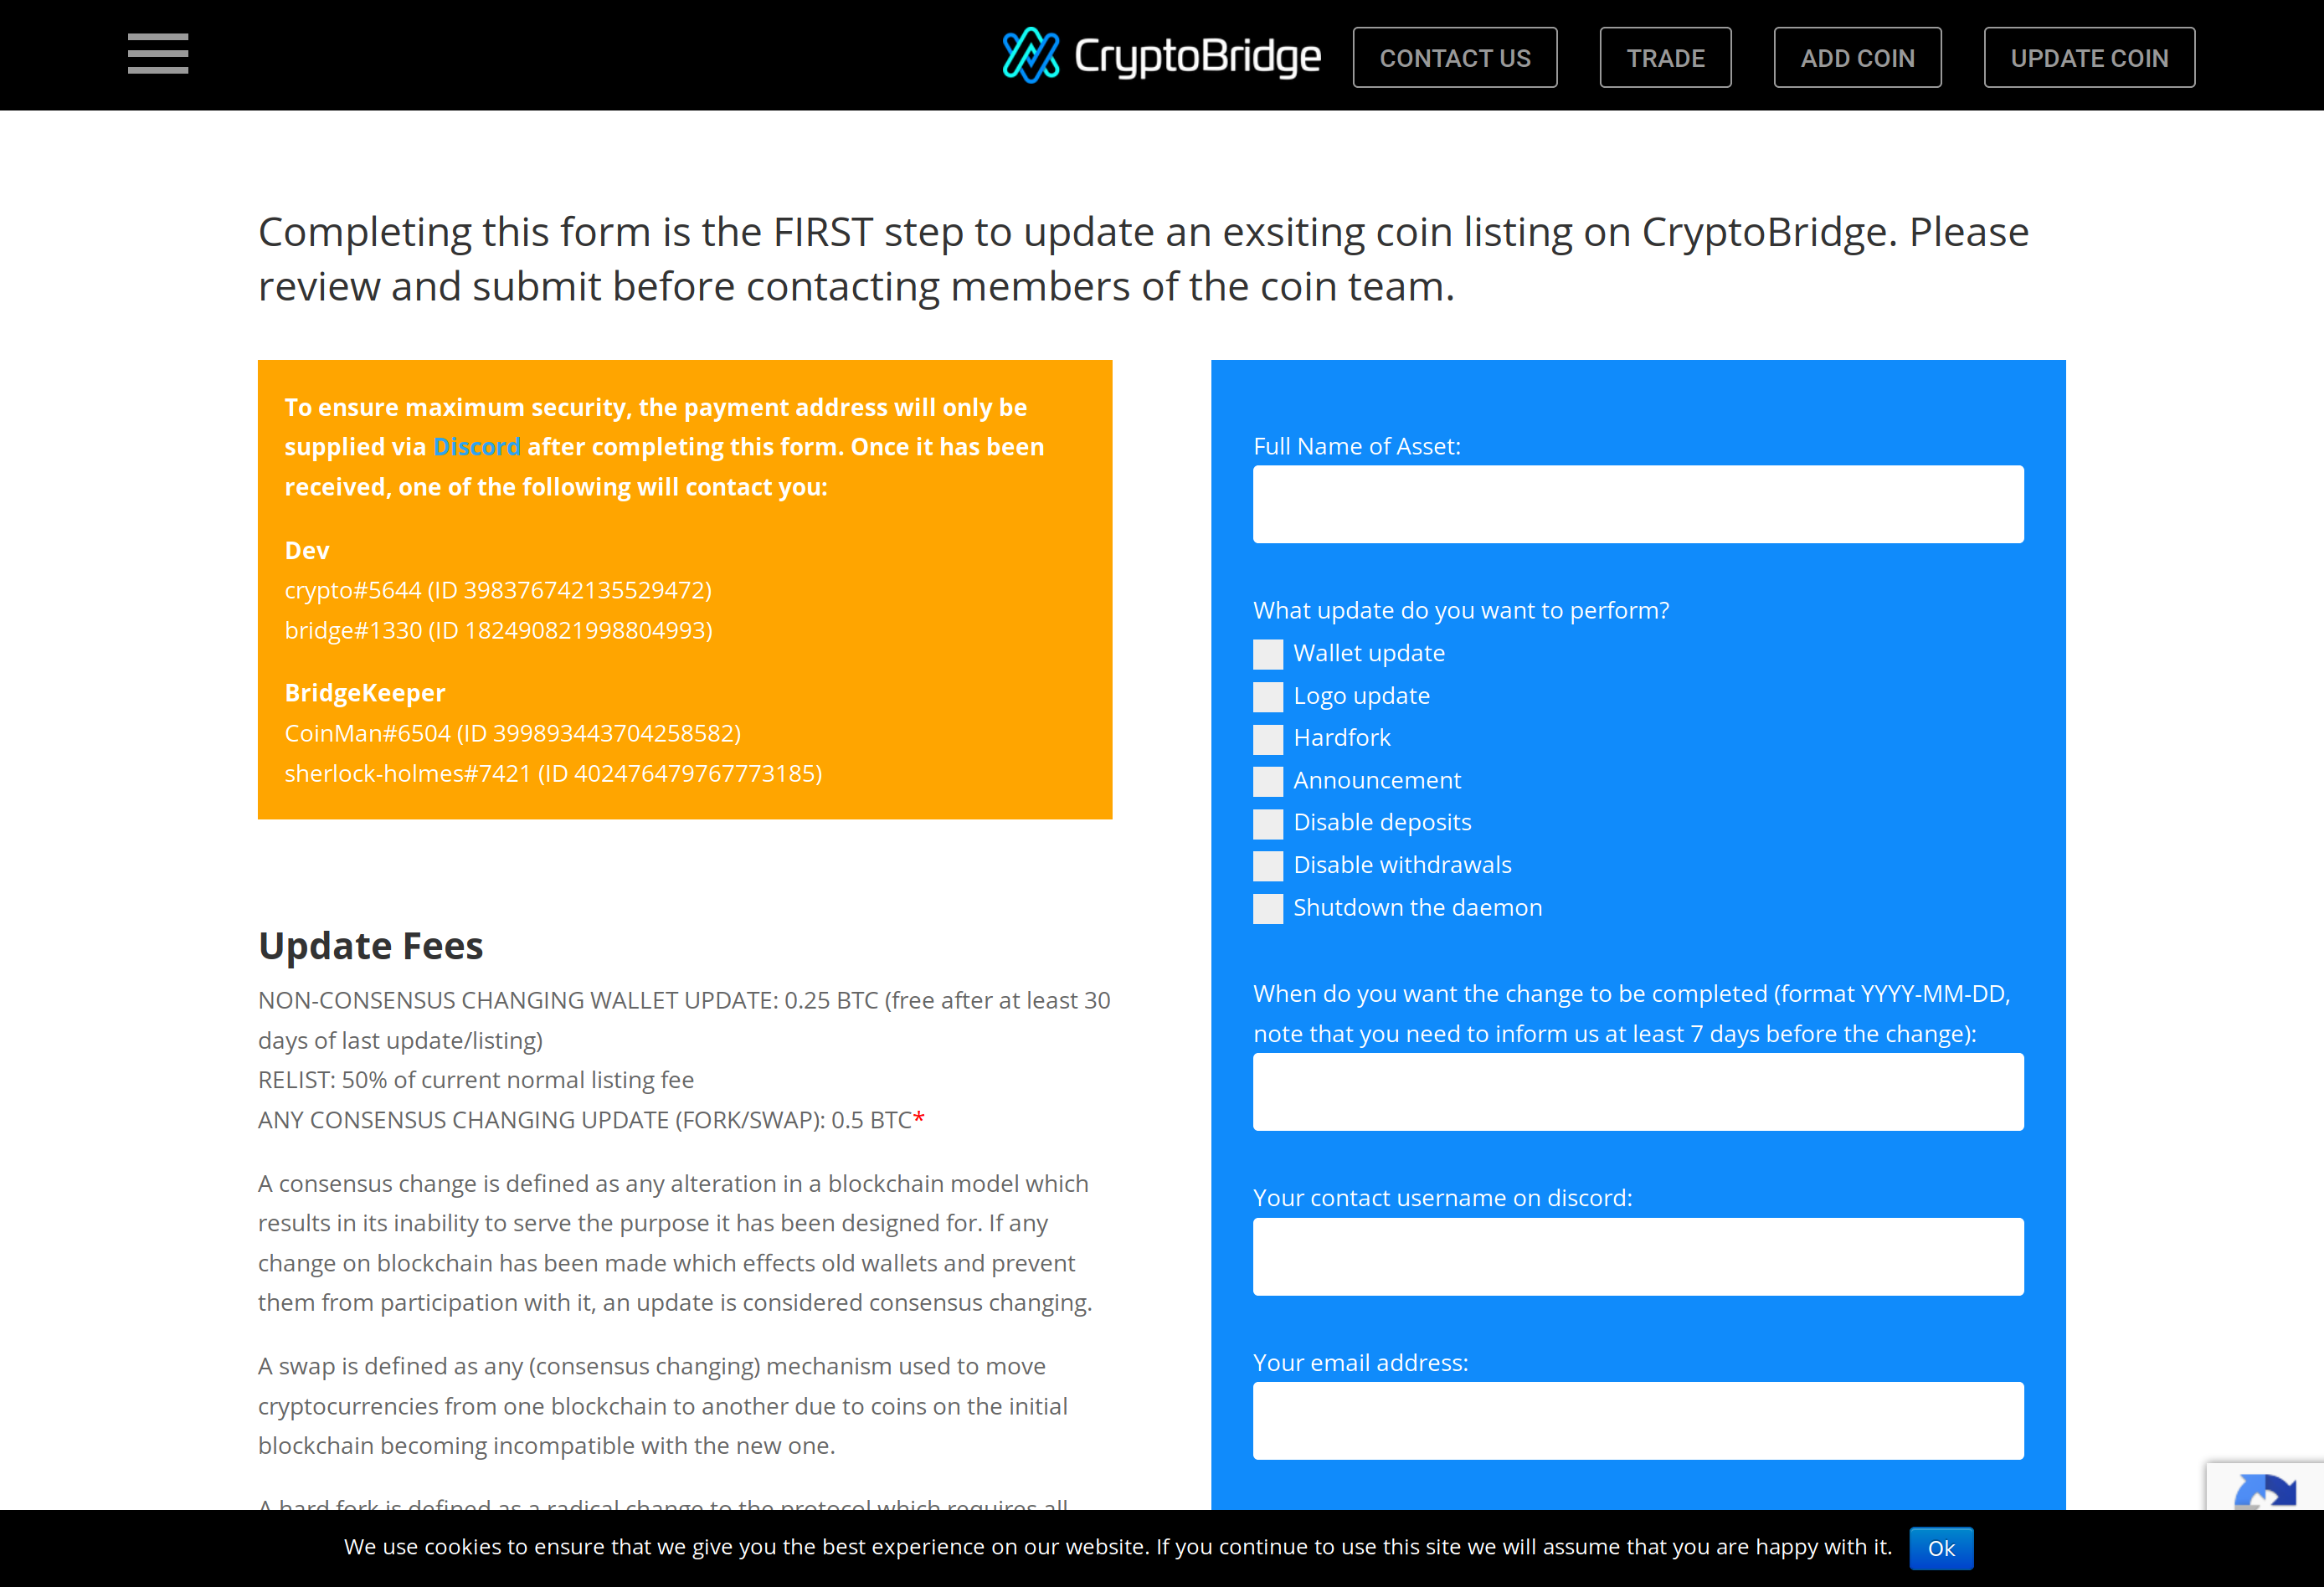 CryptoBridge
CONTACT US
TRADE
ADD COIN
UPDATE COIN
Completing this form is the FIRST step to update an exsiting coin listing on CryptoBridge. Please
review and submit before contacting members of the coin team.
To ensure maximum security, the payment address will only be
supplied via Discord after completing this form. Once it has been
received, one of the following will contact you:
Dev
crypto#5644 (ID 398376742135529472)
bridge#1330 (ID 182490821998804993)
BridgeKeeper
CoinMan#6504 (ID 399893443704258582)
sherlock-holmes#7421 (ID 402476479767773185)
Update Fees
NON-CONSENSUS CHANGING WALLET UPDATE: 0.25 BTC (free after at least 30
days of last update/listing)
RELIST: 50% of current normal listing fee
ANY CONSENSUS CHANGING UPDATE (FORK/SWAP): 0.5 BTC*
A consensus change is defined as any alteration in a blockchain model which
results in its inability to serve the purpose it has been designed for. If any
change on blockchain has been made which effects old wallets and prevent
them from participation with it, an update is considered consensus changing.
A swap is defined as any (consensus changing) mechanism used to move
cryptocurrencies from one blockchain to another due to coins on the initial
blockchain becoming incompatible with the new one.
A hard fork is defined as a radical change to the protocol which requires all
Full Name of Asset:
What update do you want to perform?
Wallet update
Logo update
Hardfork
Announcement
Disable deposits
Disable withdrawals
Shutdown the daemon
When do you want the change to be completed (format YYYY-MM-DD,
note that you need to inform us at least 7 days before the change):
Your contact username on discord:
Your email address:
We use cookies to ensure that we give you the best experience on our website. If you continue to use this site we will assume that you are happy with it.
Ok